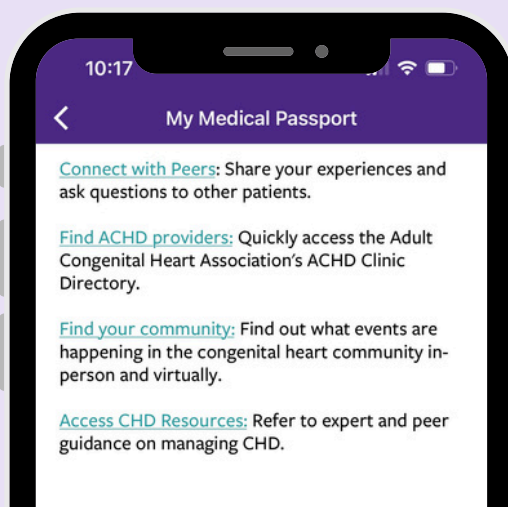 10:17
My Medical Passport
Connect with Peers: Share your experiences and
ask questions to other patients.
Find ACHD providers: Quickly access the Adult
Congenital Heart Association's ACHD Clinic
Directory.
Find your community: Find out what events are
happening in the congenital heart community in-
person and virtually.
Access CHD Resources: Refer to expert and peer
guidance on managing CHD.